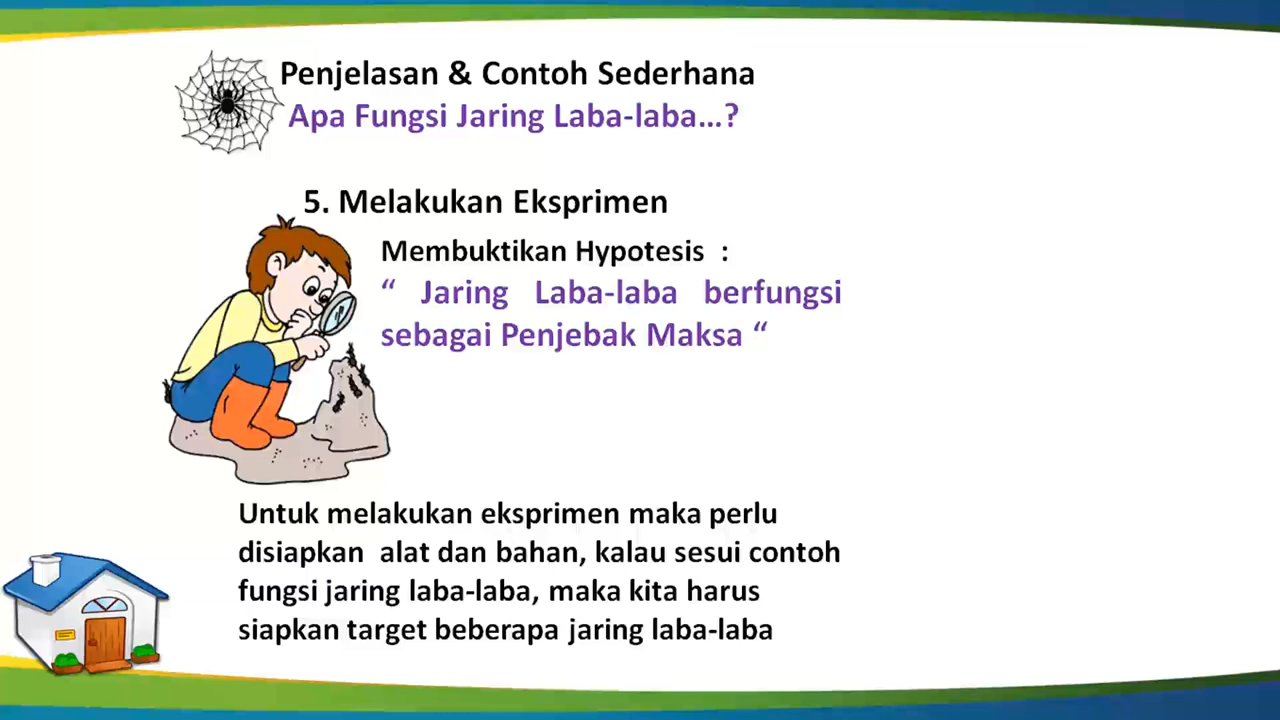 Penjelasan & Contoh Sederhana
Apa Fungsi Jaring Laba-laba...?
5. Melakukan Eksprimen
Membuktikan Hypotesis :
“ Jaring Laba-laba berfungsi
sebagai Penjebak Maksa “
Untuk melakukan eksprimen maka perlu
disiapkan alat dan bahan, kalau sesui contoh
fungsi jaring laba-laba, maka kita harus
siapkan target beberapa jaring laba-laba